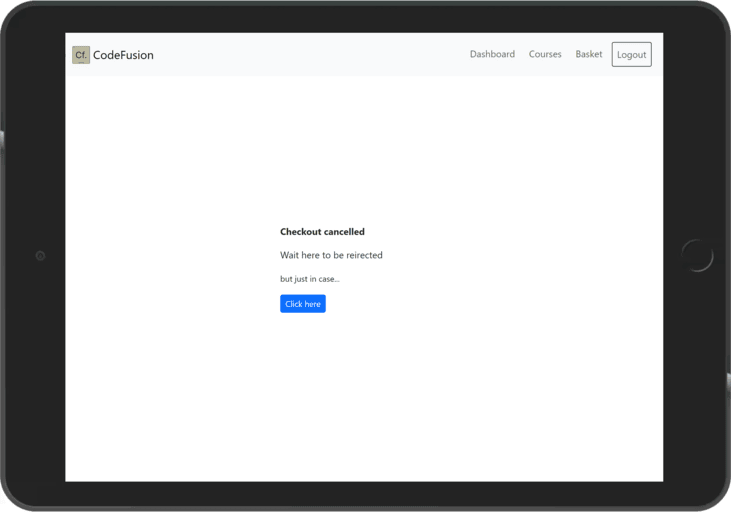 Cf. CodeFusion Dashboard Courses Basket Logout
Checkout cancelled
Wait here to be reirected
but just in case...
Click here